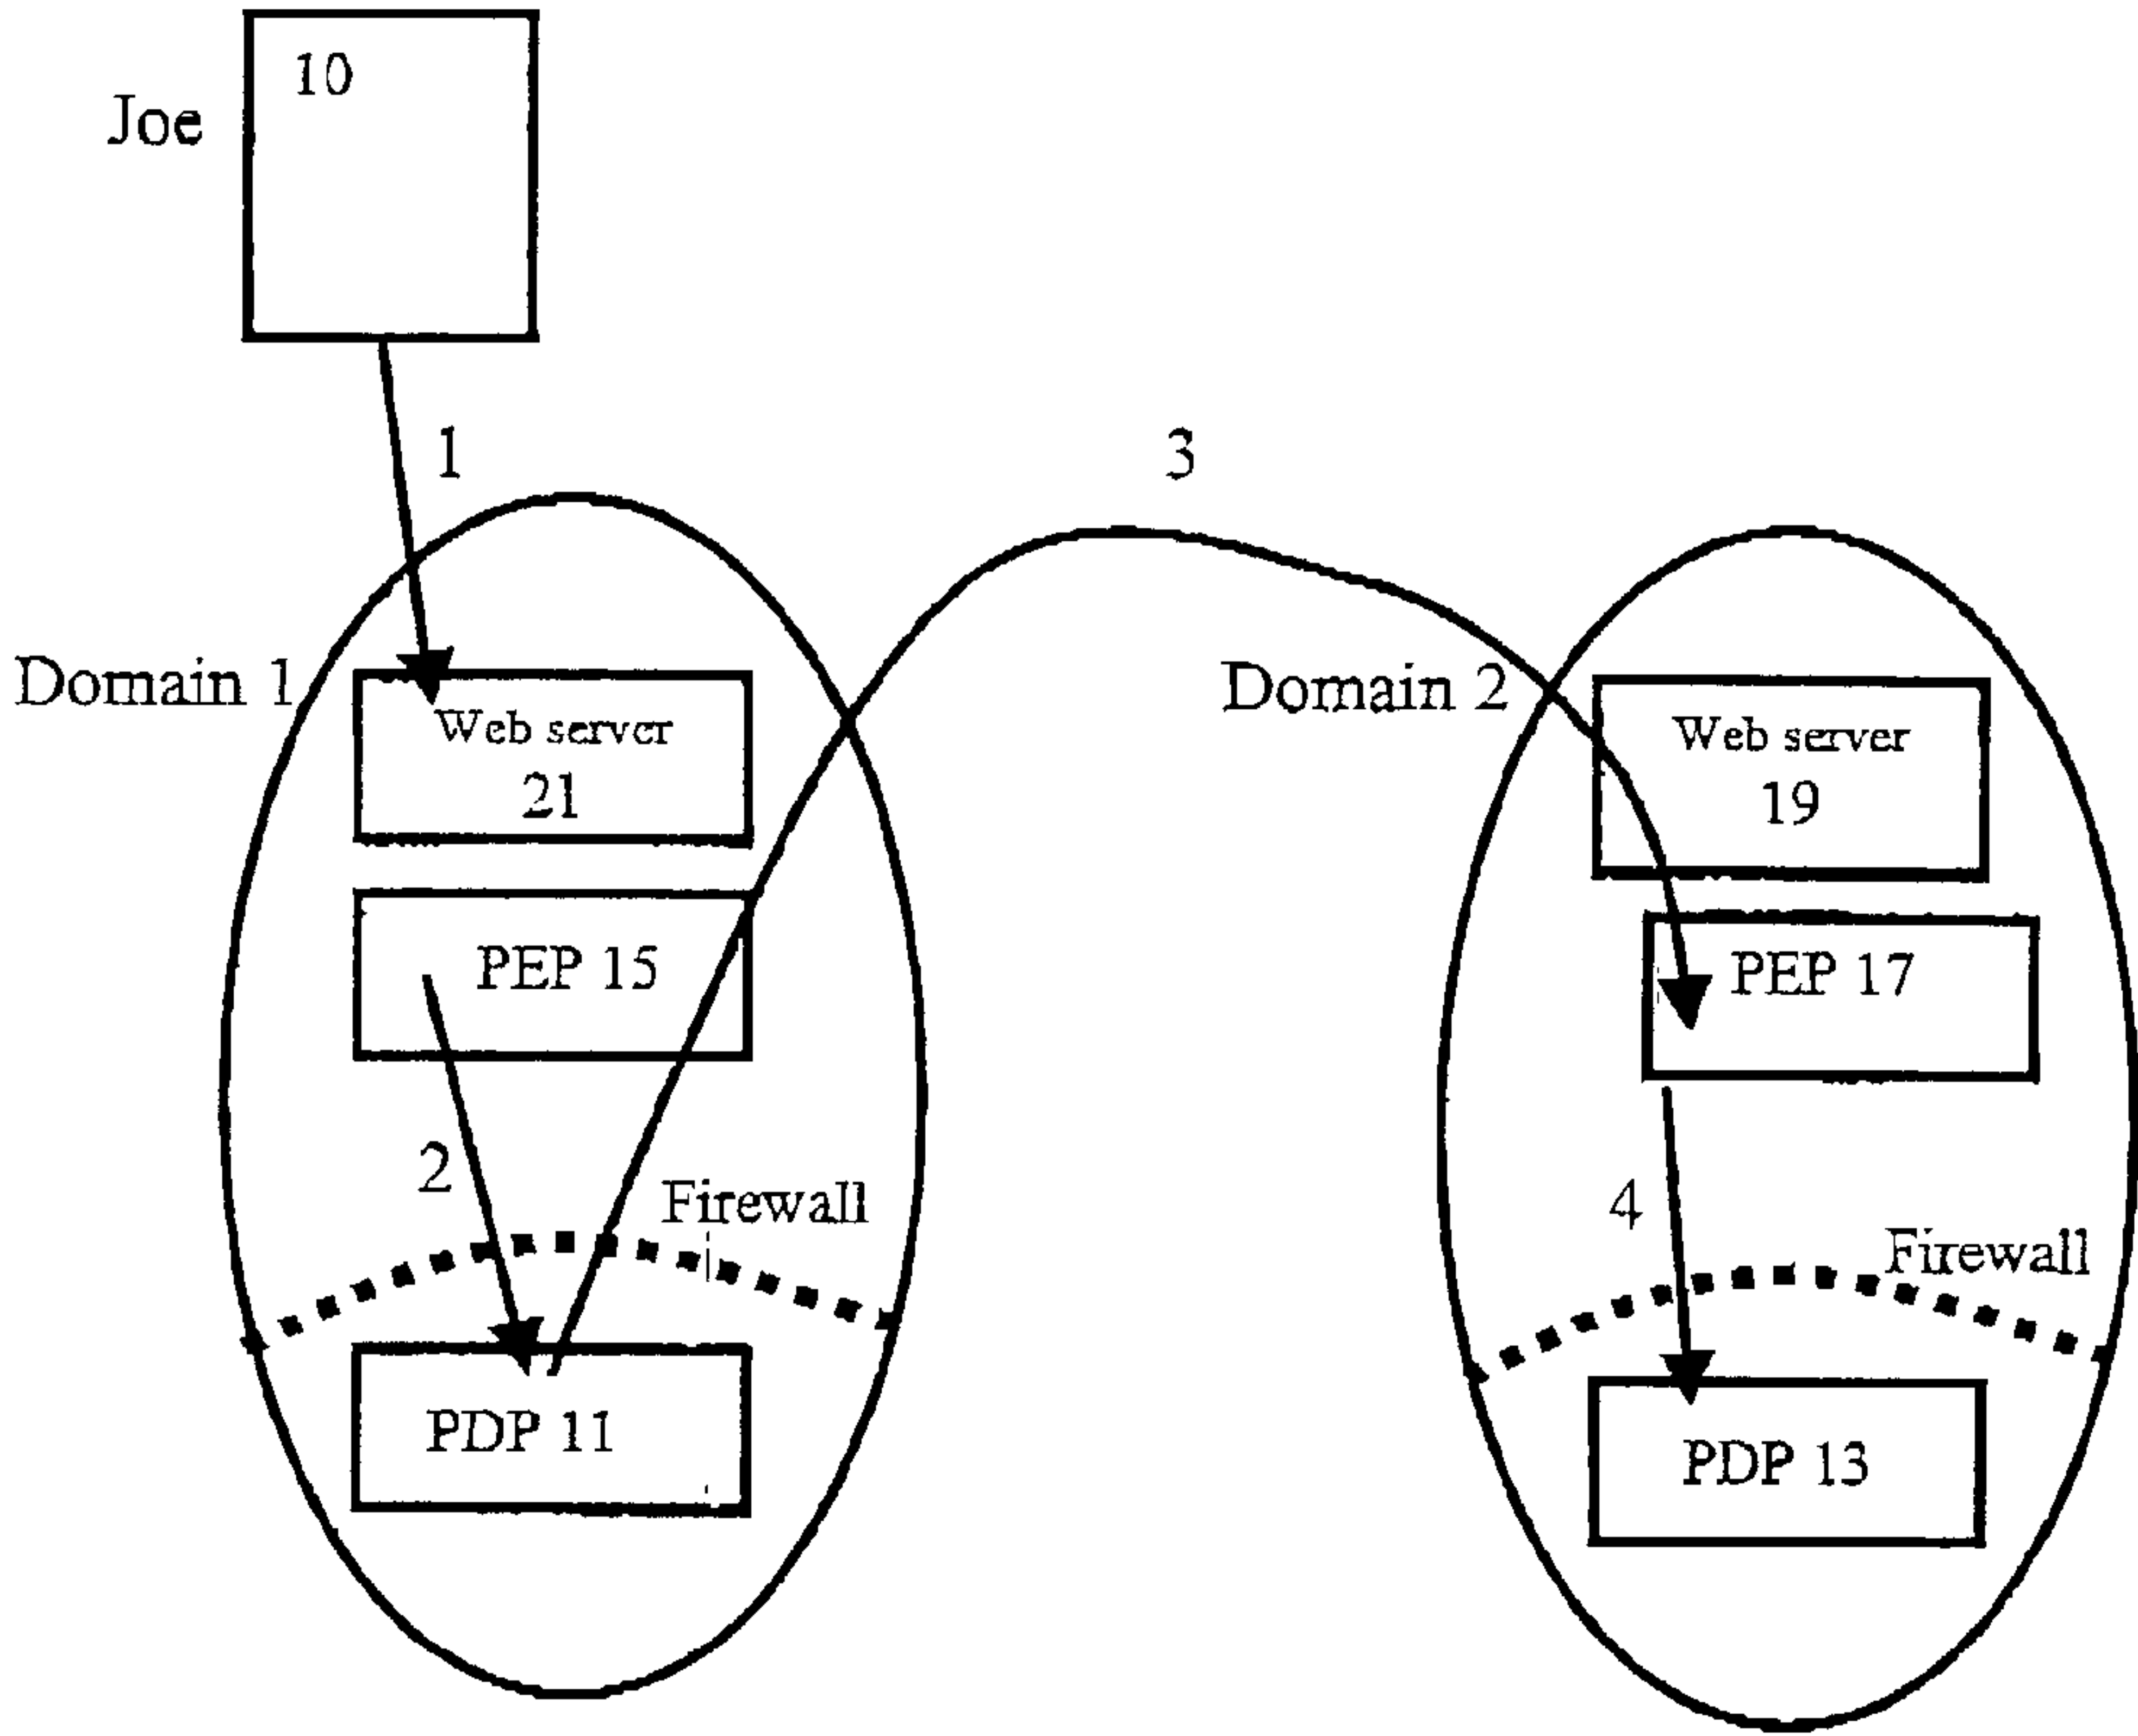 10
Joe
1
3
Domain 1
Domain 2
Web server
21
Web server
19
PEP 15
PEP 17
2
Firewall
4
Firewall
PDP 11
PDP 13